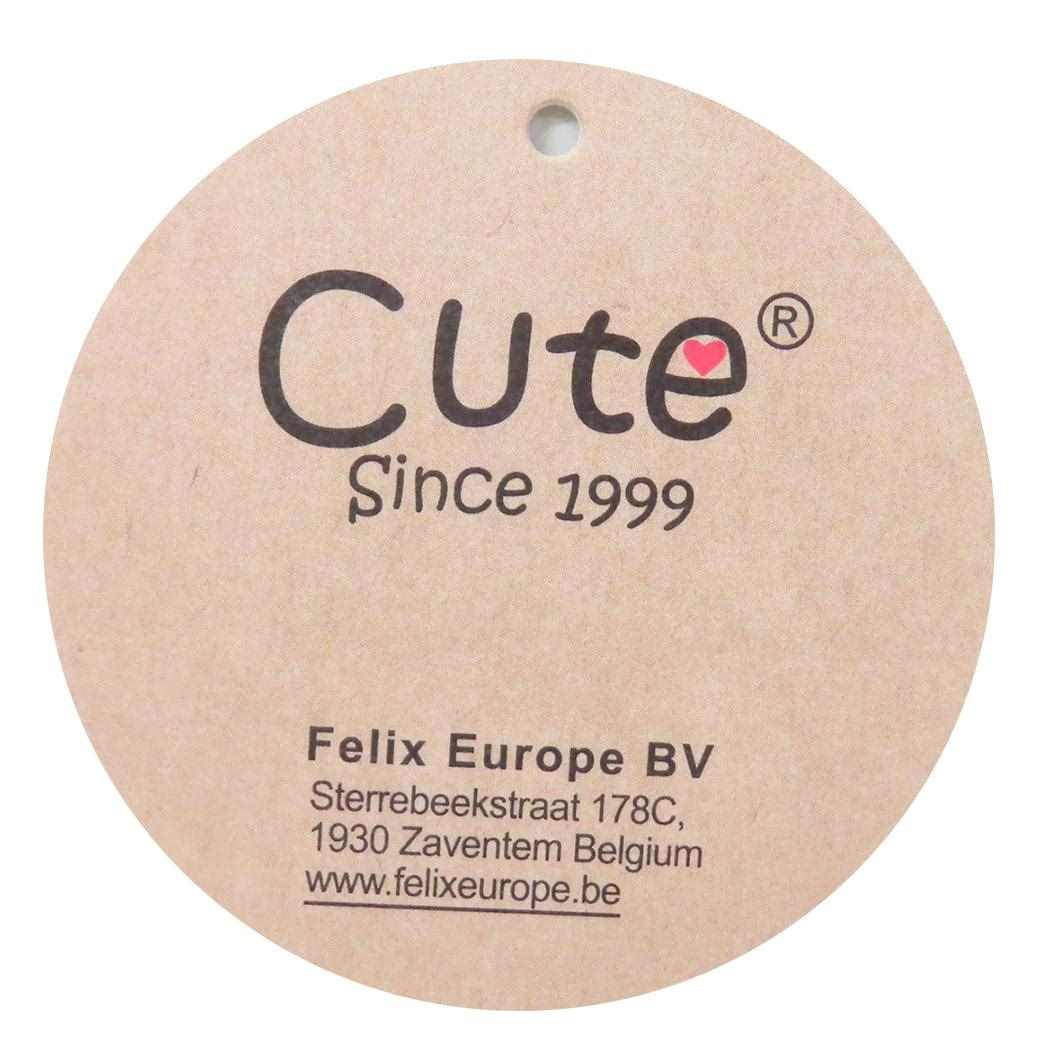 Cute®
Since 1999
Felix Europe BV
Sterrebeekstraat 178C,
1930 Zaventem Belgium
www.felixeurope.be